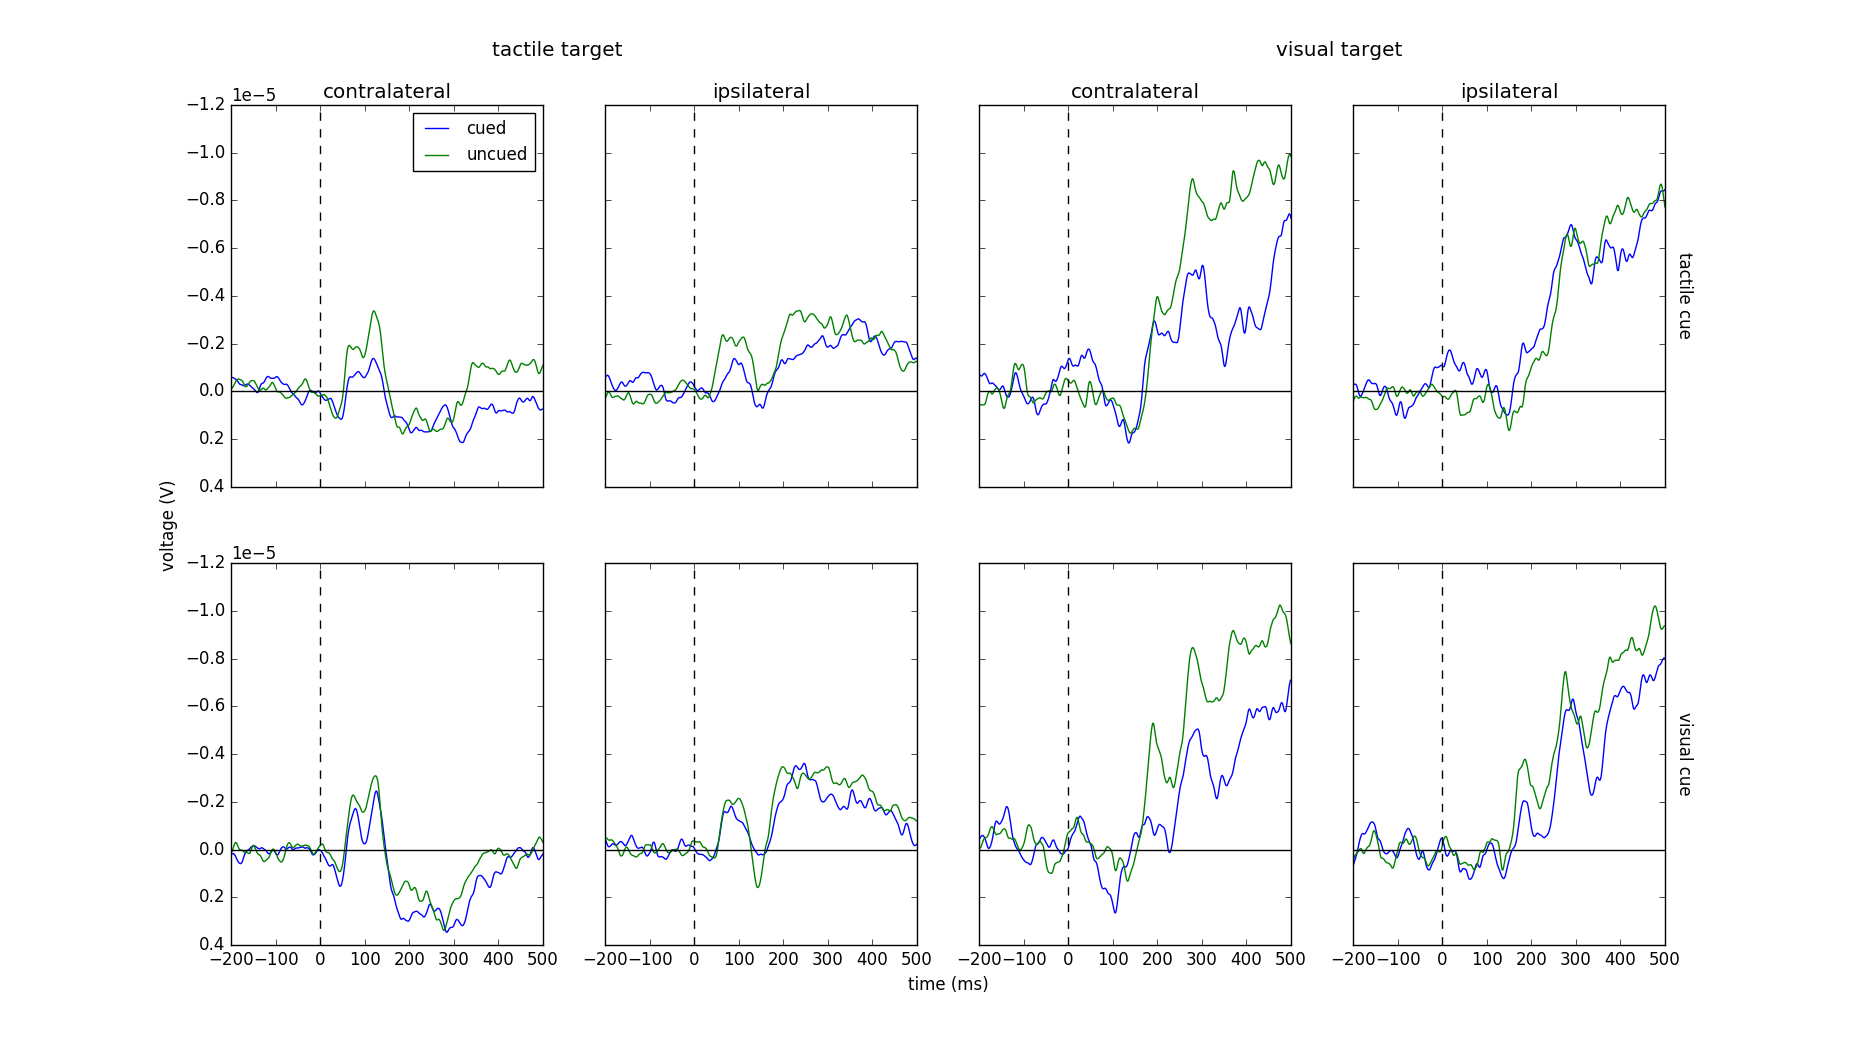 tactile target visual target
contralateral ipsilateral contralateral ipsilateral
1e−5
−1.2
−1.0
−0.8
−0.6
−0.4
−0.2
0.0
0.2
0.4
cued
uncued
tactile cue
voltage (V)
1e−5
−1.2
−1.0
−0.8
−0.6
−0.4
−0.2
0.0
0.2
0.4
visual cue
−200 −100 0 100 200 300 400 500 −200 −100 0 100 200 300 400 500 −200 −100 0 100 200 300 400 500 −200 −100 0 100 200 300 400 500
time (ms)